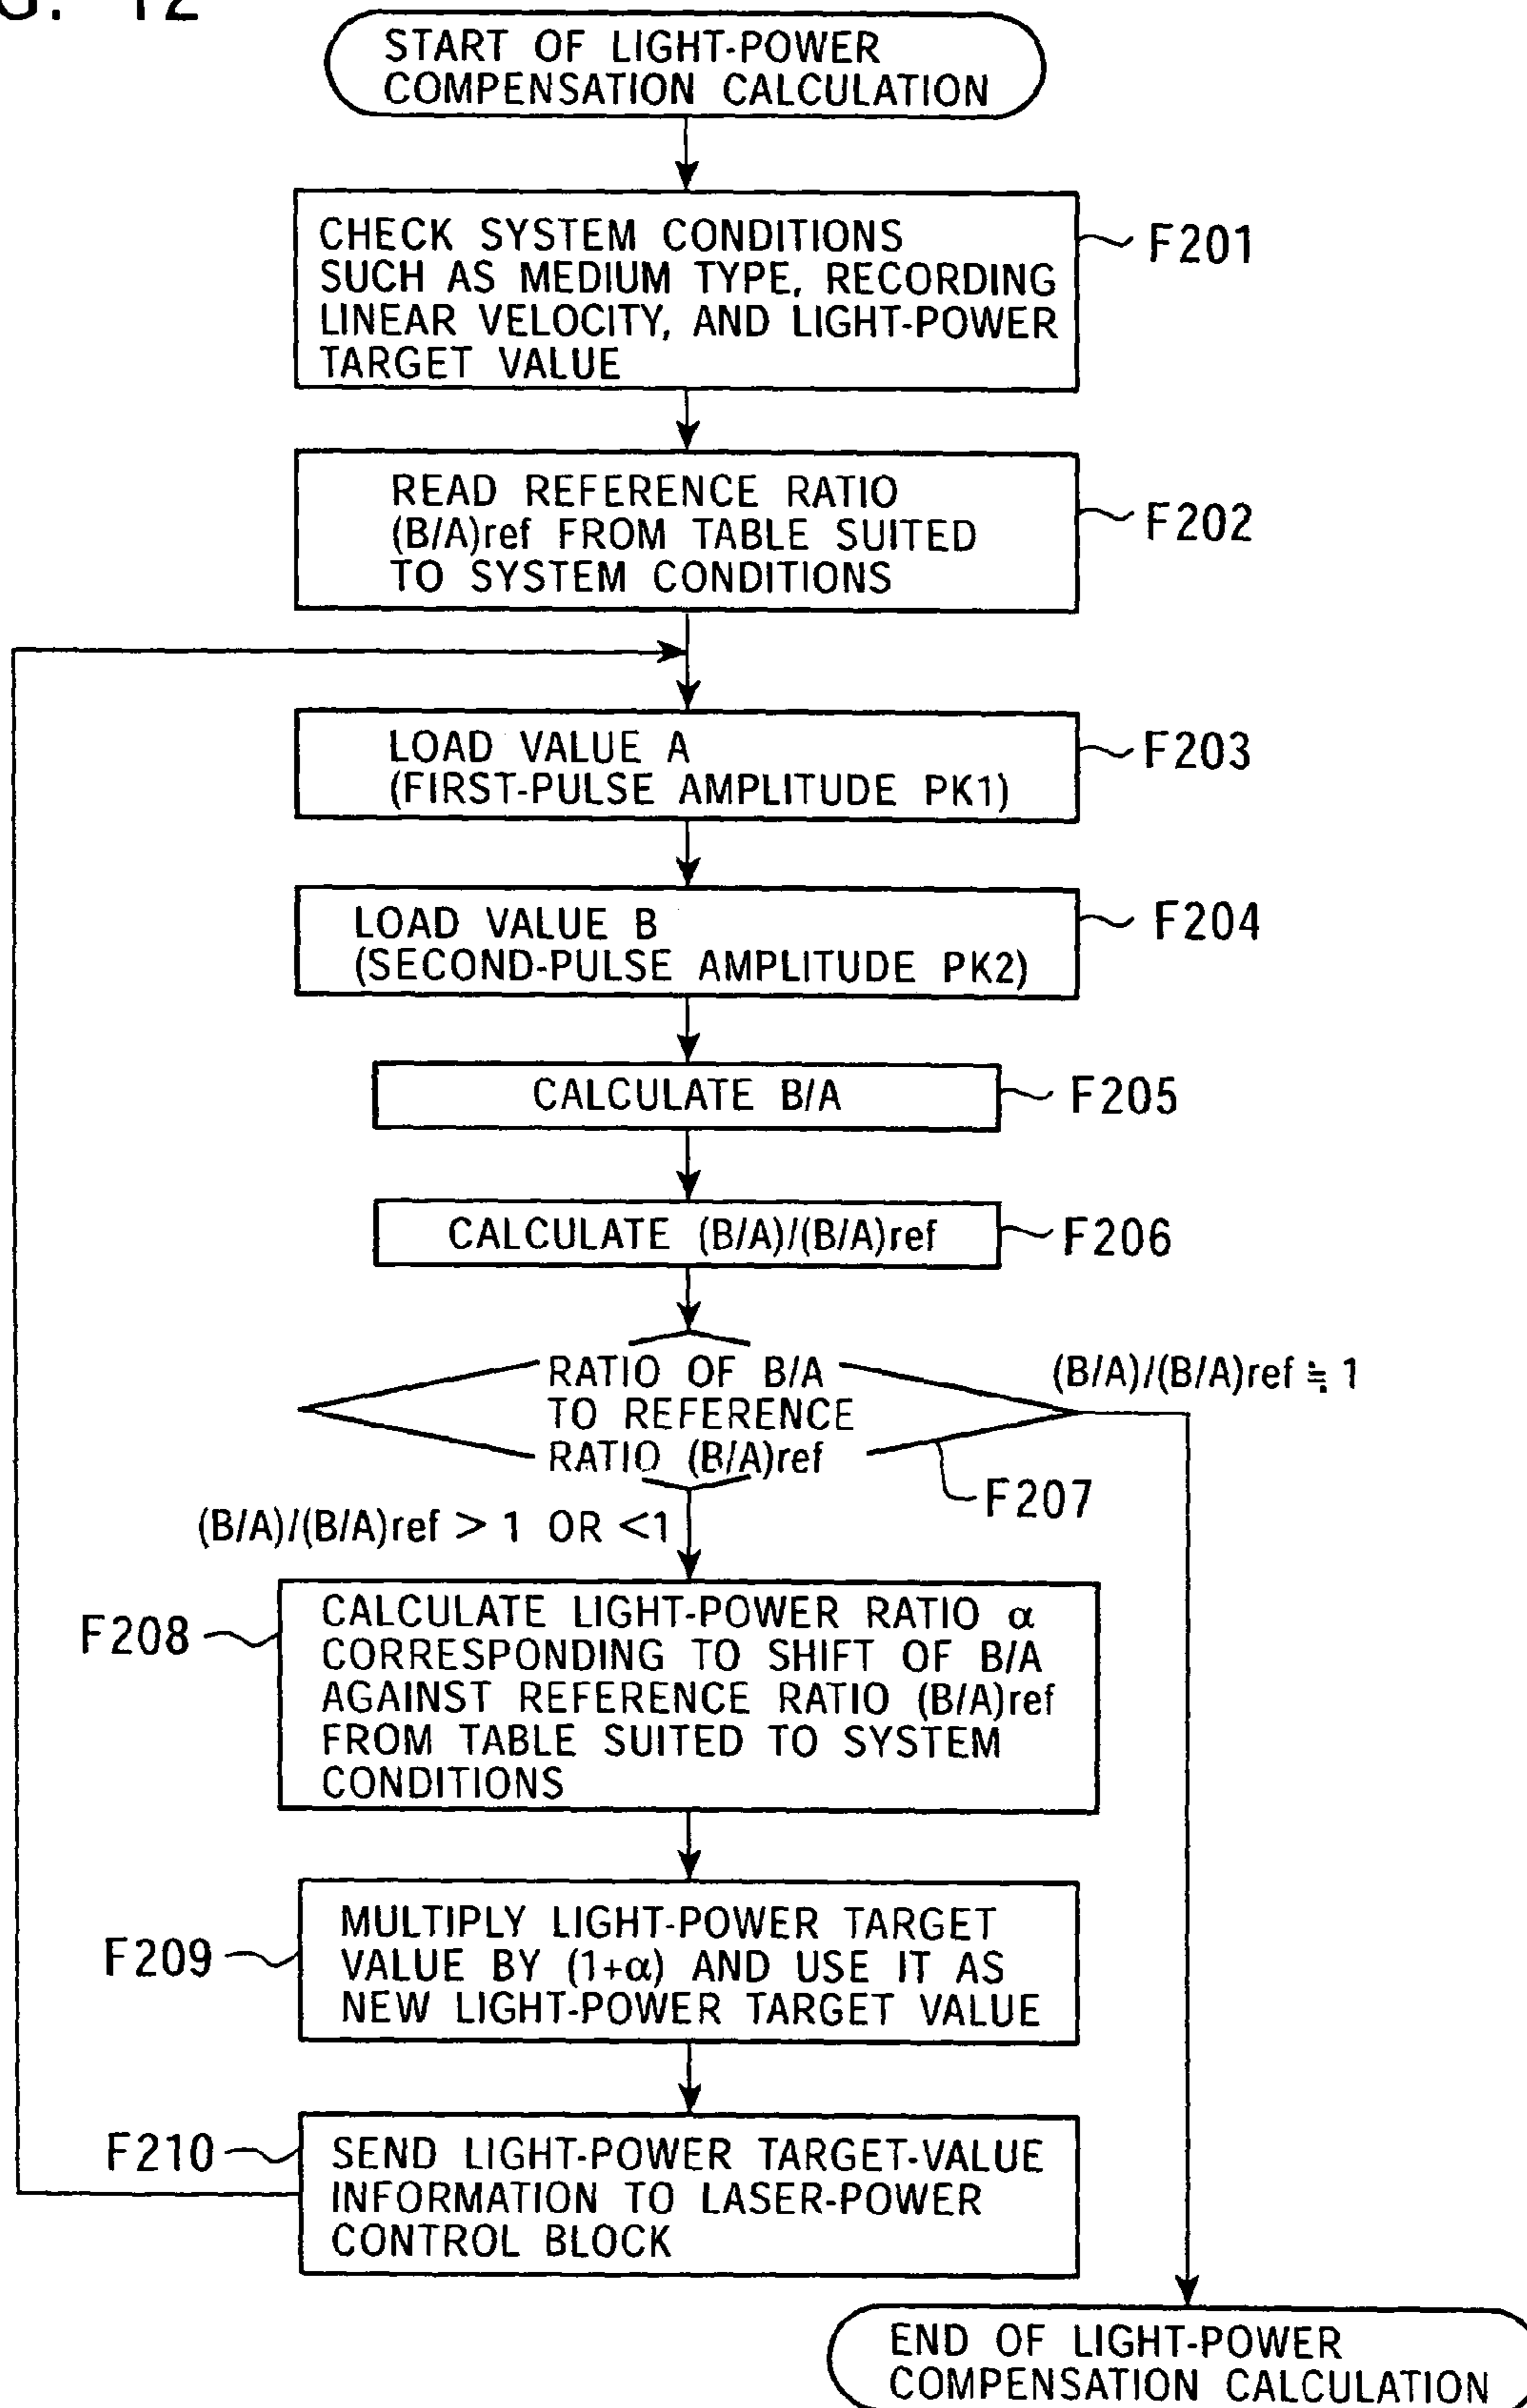 G. 12
START OF LIGHT-POWER
COMPENSATION CALCULATION
CHECK SYSTEM CONDITIONS
SUCH AS MEDIUM TYPE, RECORDING
LINEAR VELOCITY, AND LIGHT-POWER
TARGET VALUE
F201
READ REFERENCE RATIO
(B/A)ref FROM TABLE SUITED
TO SYSTEM CONDITIONS
F202
LOAD VALUE A
(FIRST-PULSE AMPLITUDE PK1)
F203
LOAD VALUE B
(SECOND-PULSE AMPLITUDE PK2)
F204
CALCULATE B/A
F205
CALCULATE (B/A)/(B/A)ref
F206
RATIO OF B/A
TO REFERENCE
RATIO (B/A)ref
(B/A)/(B/A)ref ≒ 1
F207
(B/A)/(B/A)ref > 1 OR <1
F208
CALCULATE LIGHT-POWER RATIO α
CORRESPONDING TO SHIFT OF B/A
AGAINST REFERENCE RATIO (B/A)ref
FROM TABLE SUITED TO SYSTEM
CONDITIONS
F209
MULTIPLY LIGHT-POWER TARGET
VALUE BY (1+α) AND USE IT AS
NEW LIGHT-POWER TARGET VALUE
F210
SEND LIGHT-POWER TARGET-VALUE
INFORMATION TO LASER-POWER
CONTROL BLOCK
END OF LIGHT-POWER
COMPENSATION CALCULATION